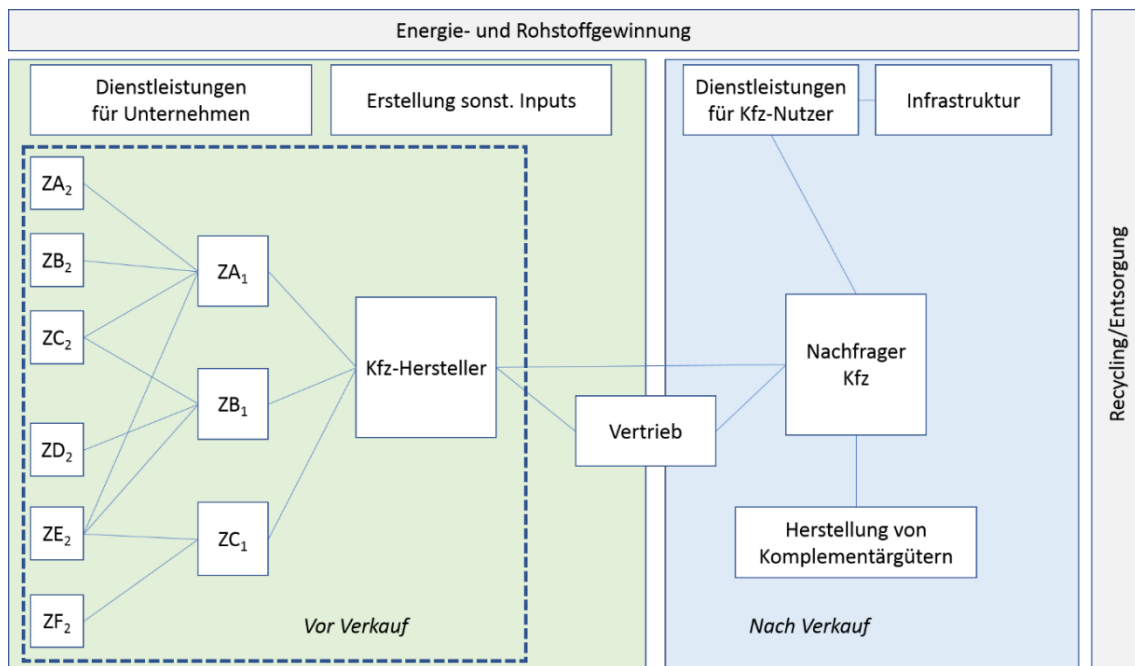 Energie- und Rohstoffgewinnung
Dienstleistungen
für Unternehmen
Erstellung sonst. Inputs
Dienstleistungen
für Kfz-Nutzer
Infrastruktur
ZA₂
ZB₂
ZC₂
ZD₂
ZE₂
ZF₂
ZA₁
ZB₁
ZC₁
Kfz-Hersteller
Vertrieb
Nachfrager
Kfz
Herstellung von
Komplementärgütern
Vor Verkauf
Nach Verkauf
Recycling/Entsorgung